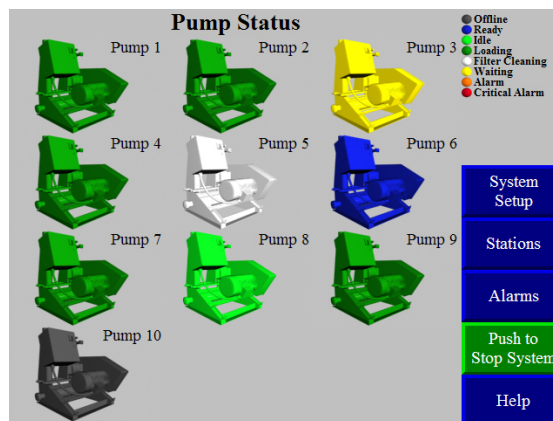 Pump Status
Offline
Ready
Idle
Loading
Filter Cleaning
Waiting
Alarm
Critical Alarm
Pump 1
Pump 2
Pump 3
Pump 4
Pump 5
Pump 6
Pump 7
Pump 8
Pump 9
Pump 10
System
Setup
Stations
Alarms
Push to
Stop System
Help